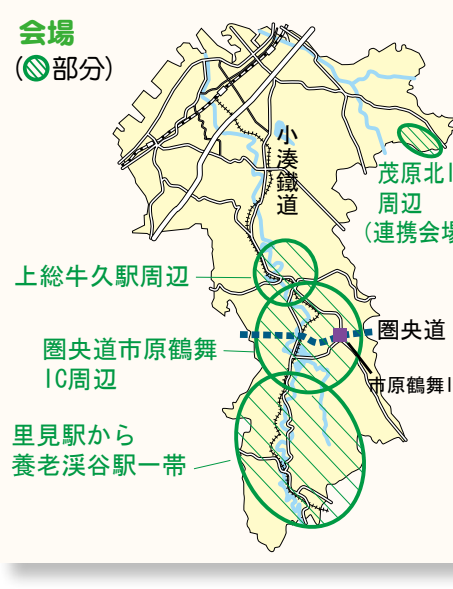 会場
(部分)
小湊鐵道
茂原北I
周辺
(連携会場
上総牛久駅周辺
圏央道
圏央道市原鶴舞
IC周辺
市原鶴舞I
里見駅から
養老渓谷駅一帯